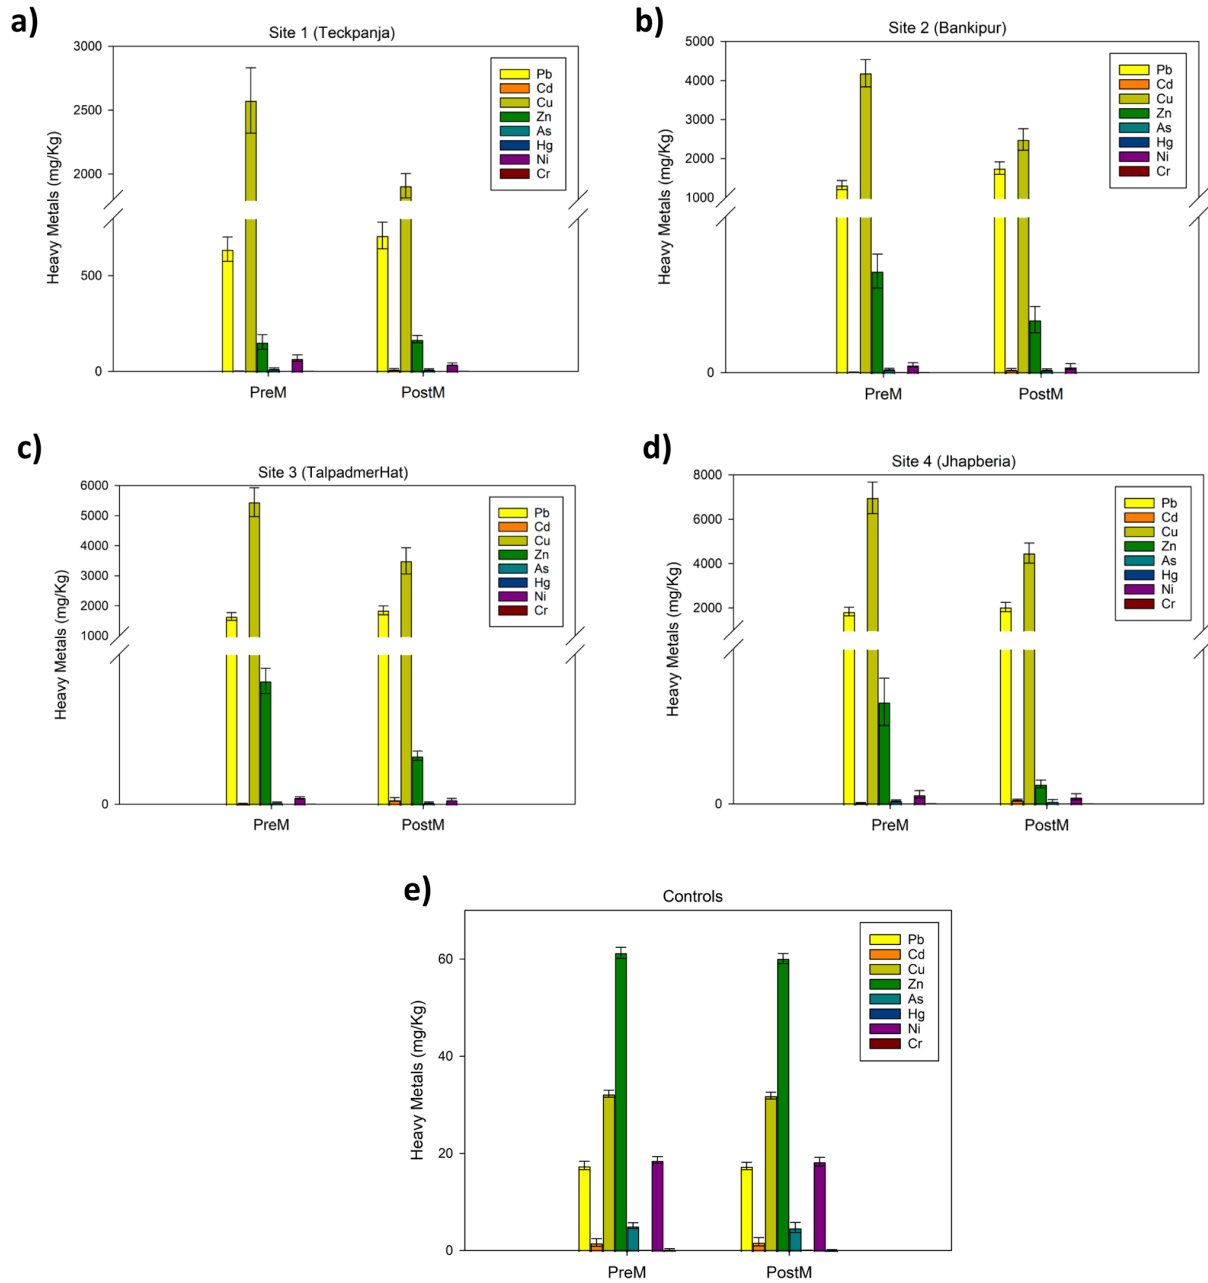 a)
Site 1 (Teckpanja)
Heavy Metals (mg/Kg)
3000
2500
2000
500
0
Pb
Cd
Cu
Zn
As
Hg
Ni
Cr
PreM
PostM
b)
Site 2 (Bankipur)
Heavy Metals (mg/Kg)
5000
4000
3000
2000
1000
0
Pb
Cd
Cu
Zn
As
Hg
Ni
Cr
PreM
PostM
c)
Site 3 (TalpadmerHat)
Heavy Metals (mg/Kg)
6000
5000
4000
3000
2000
1000
0
Pb
Cd
Cu
Zn
As
Hg
Ni
Cr
PreM
PostM
d)
Site 4 (Jhapberia)
Heavy Metals (mg/Kg)
8000
6000
4000
2000
0
Pb
Cd
Cu
Zn
As
Hg
Ni
Cr
PreM
PostM
e)
Controls
Heavy Metals (mg/Kg)
60
40
20
0
Pb
Cd
Cu
Zn
As
Hg
Ni
Cr
PreM
PostM